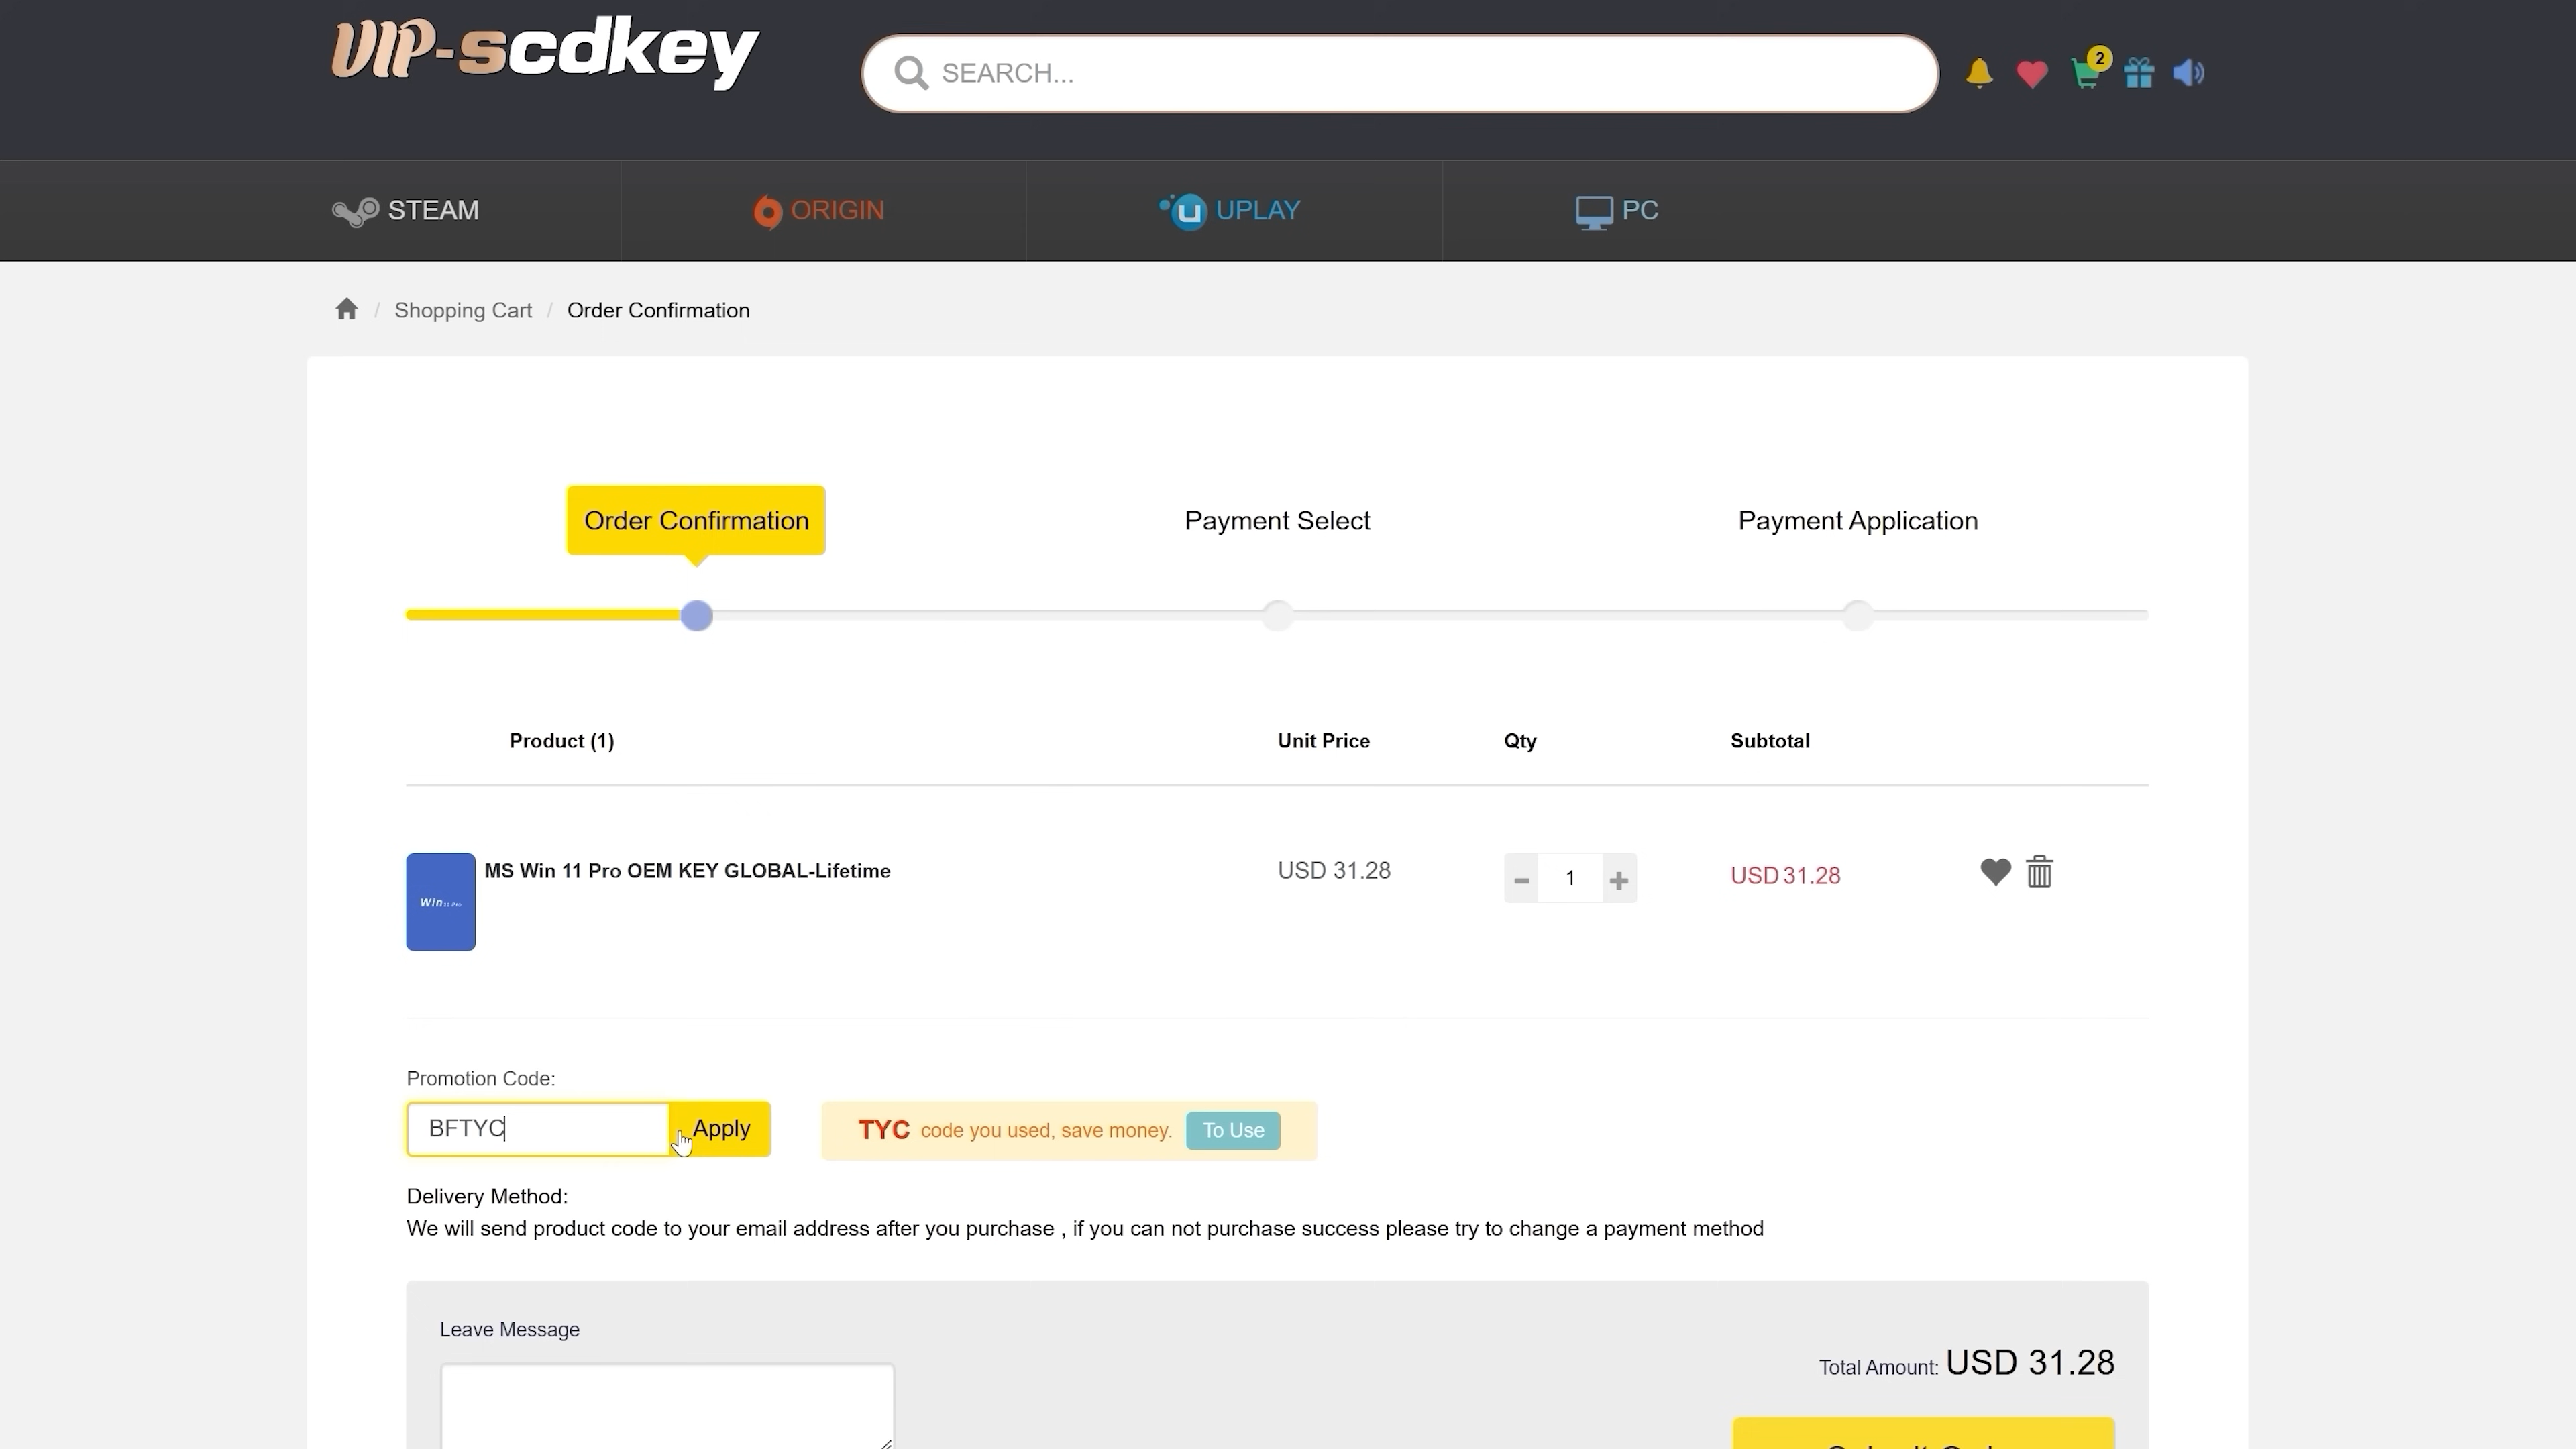 VIP-scdkey
SEARCH...
2
STEAM
ORIGIN
UPLAY
PC
/ Shopping Cart / Order Confirmation
Order Confirmation
Payment Select
Payment Application
Product (1)
Unit Price
Qty
Subtotal
Win 11 Pro
MS Win 11 Pro OEM KEY GLOBAL-Lifetime
USD 31.28
1
USD 31.28
Promotion Code:
BFTYC
Apply
TYC code you used, save money.
To Use
Delivery Method:
We will send product code to your email address after you purchase , if you can not purchase success please try to change a payment method
Leave Message
Total Amount: USD 31.28